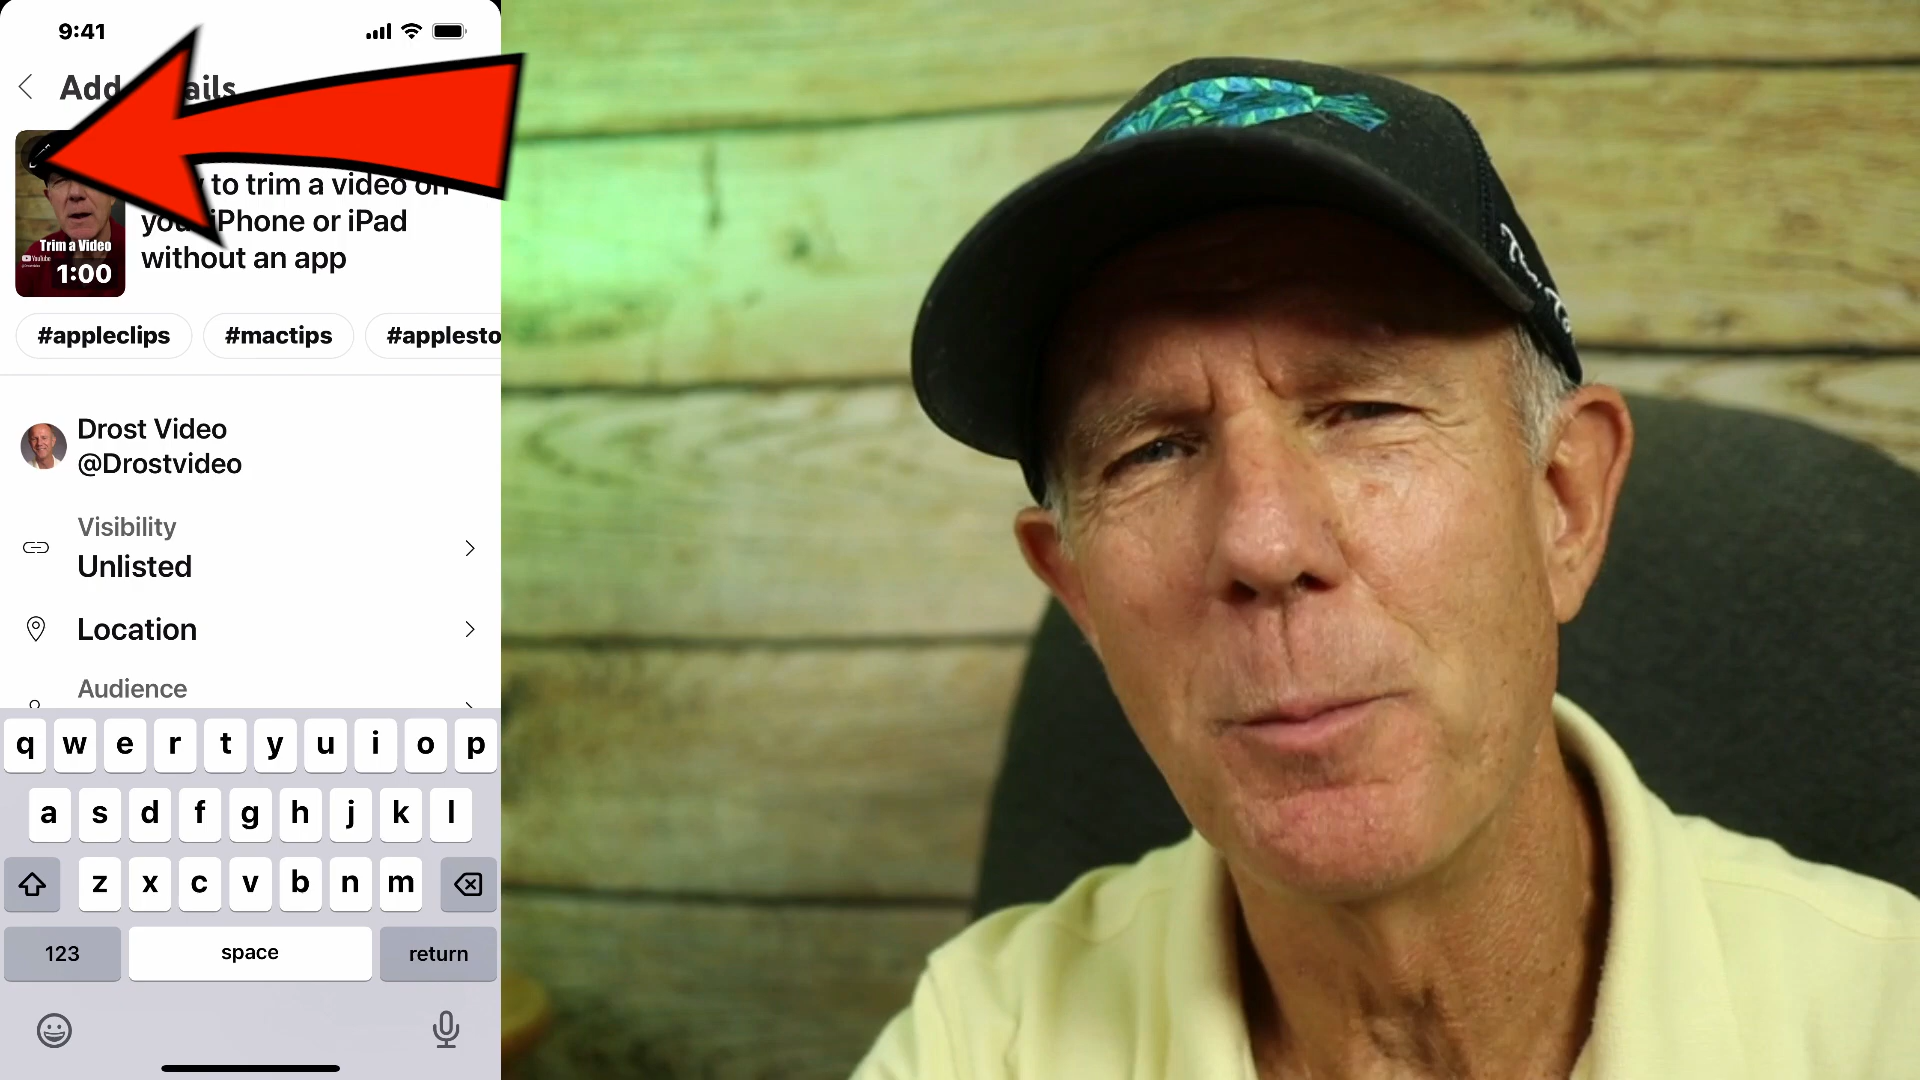 9:41
Add ails
to trim a video on
you iPhone or iPad
without an app
Trim a Video
YouTube
1:00
#appleclips
#mactips
#applesto
Drost Video
@Drostvideo
Visibility
Unlisted
Location
Audience
q w e r t y u i o p
a s d f g h j k l
z x c v b n m
123
space
return